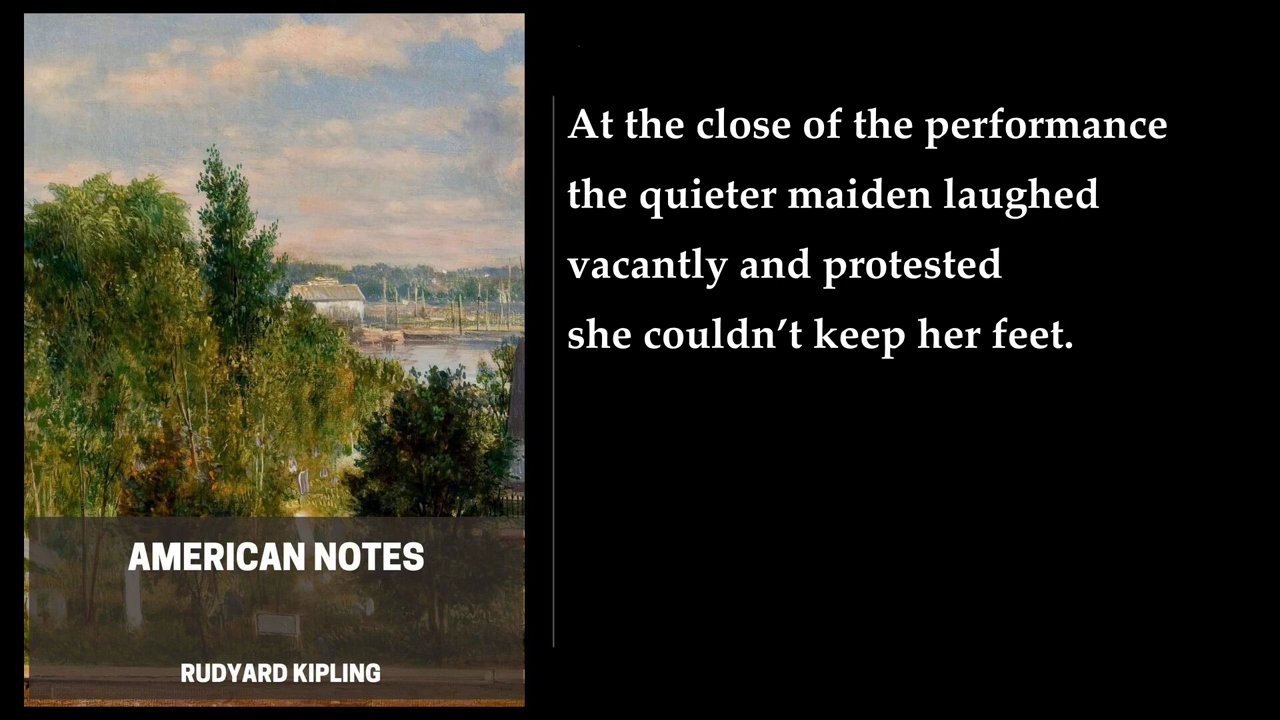 At the close of the performance
the quieter maiden laughed
vacantly and protested
she couldn’t keep her feet.
AMERICAN NOTES
RUDYARD KIPLING